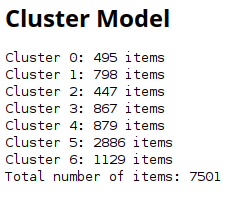 Cluster Model
Cluster 0: 495 items
Cluster 1: 798 items
Cluster 2: 447 items
Cluster 3: 867 items
Cluster 4: 879 items
Cluster 5: 2886 items
Cluster 6: 1129 items
Total number of items: 7501